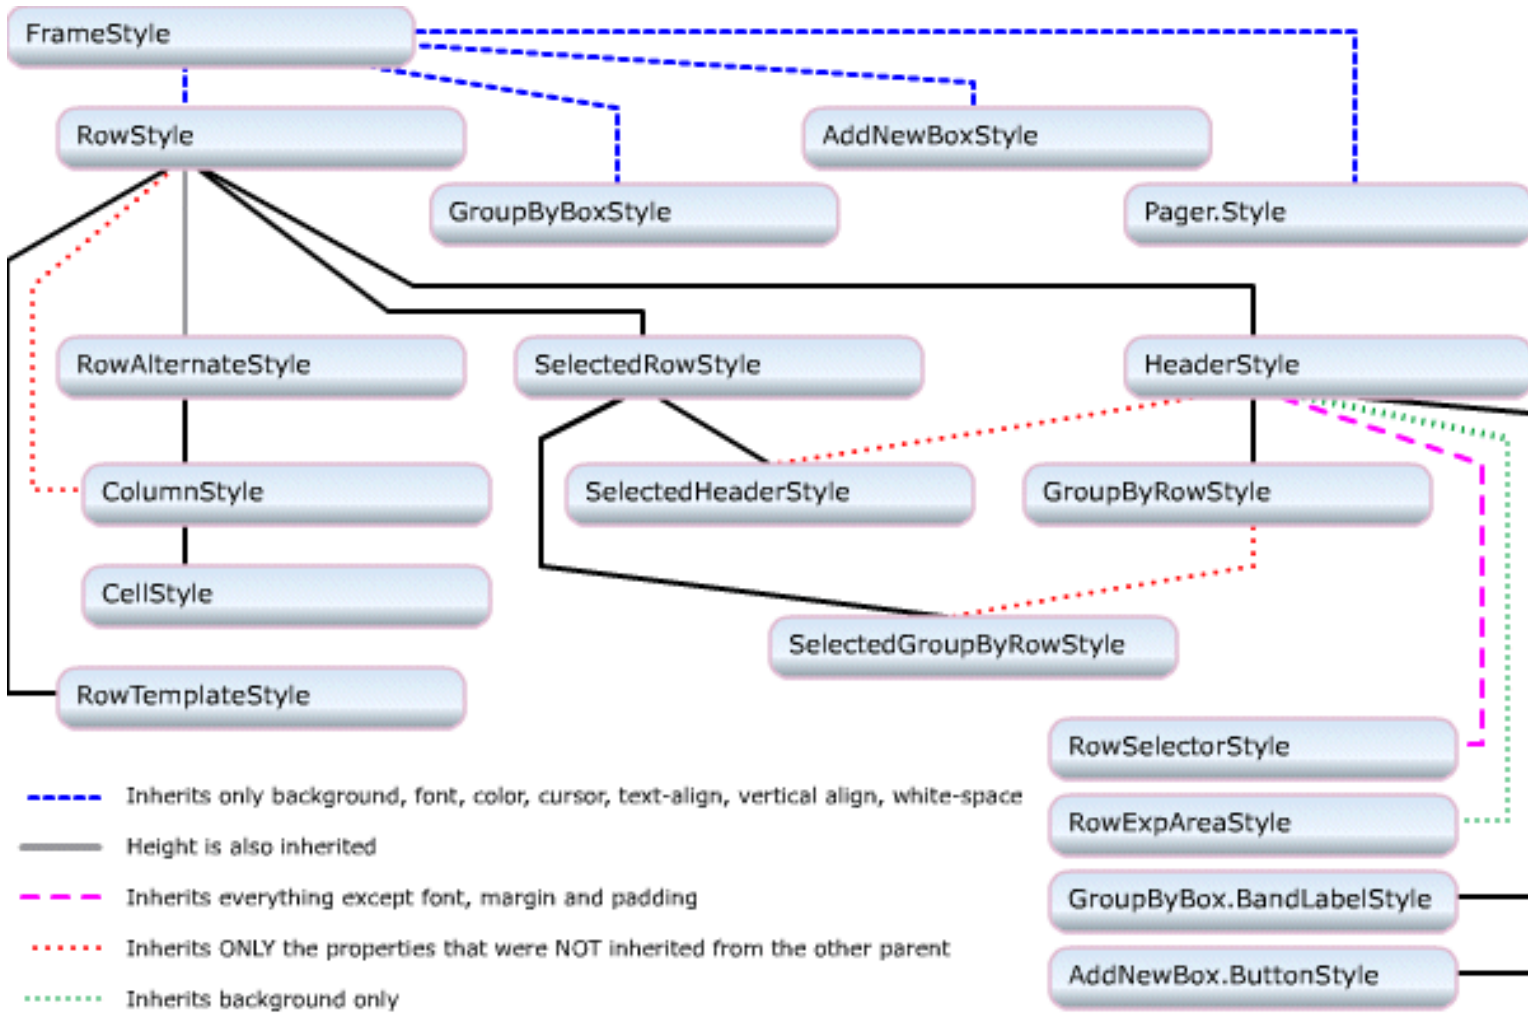 FrameStyle
RowStyle
AddNewBoxStyle
GroupByBoxStyle
Pager.Style
RowAlternateStyle
SelectedRowStyle
HeaderStyle
ColumnStyle
SelectedHeaderStyle
GroupByRowStyle
CellStyle
SelectedGroupByRowStyle
RowTemplateStyle
RowSelectorStyle
RowExpAreaStyle
GroupByBox.BandLabelStyle
AddNewBox.ButtonStyle
Inherits only background, font, color, cursor, text-align, vertical align, white-space
Height is also inherited
Inherits everything except font, margin and padding
Inherits ONLY the properties that were NOT inherited from the other parent
Inherits background only